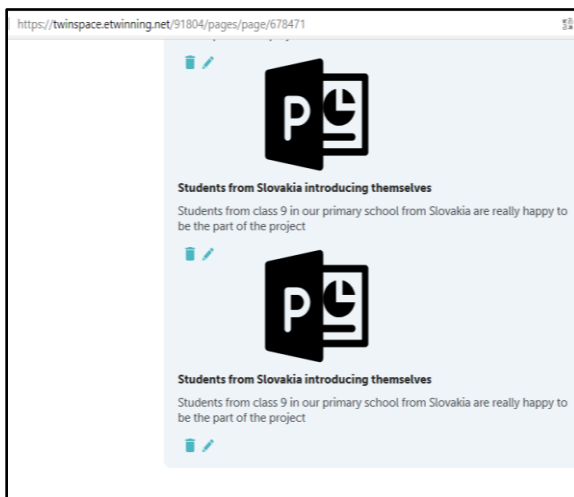 https://twinspace.etwinning.net/91804/pages/page/678471
P
Students from Slovakia introducing themselves
Students from class 9 in our primary school from Slovakia are really happy to
be the part of the project
P
Students from Slovakia introducing themselves
Students from class 9 in our primary school from Slovakia are really happy to
be the part of the project